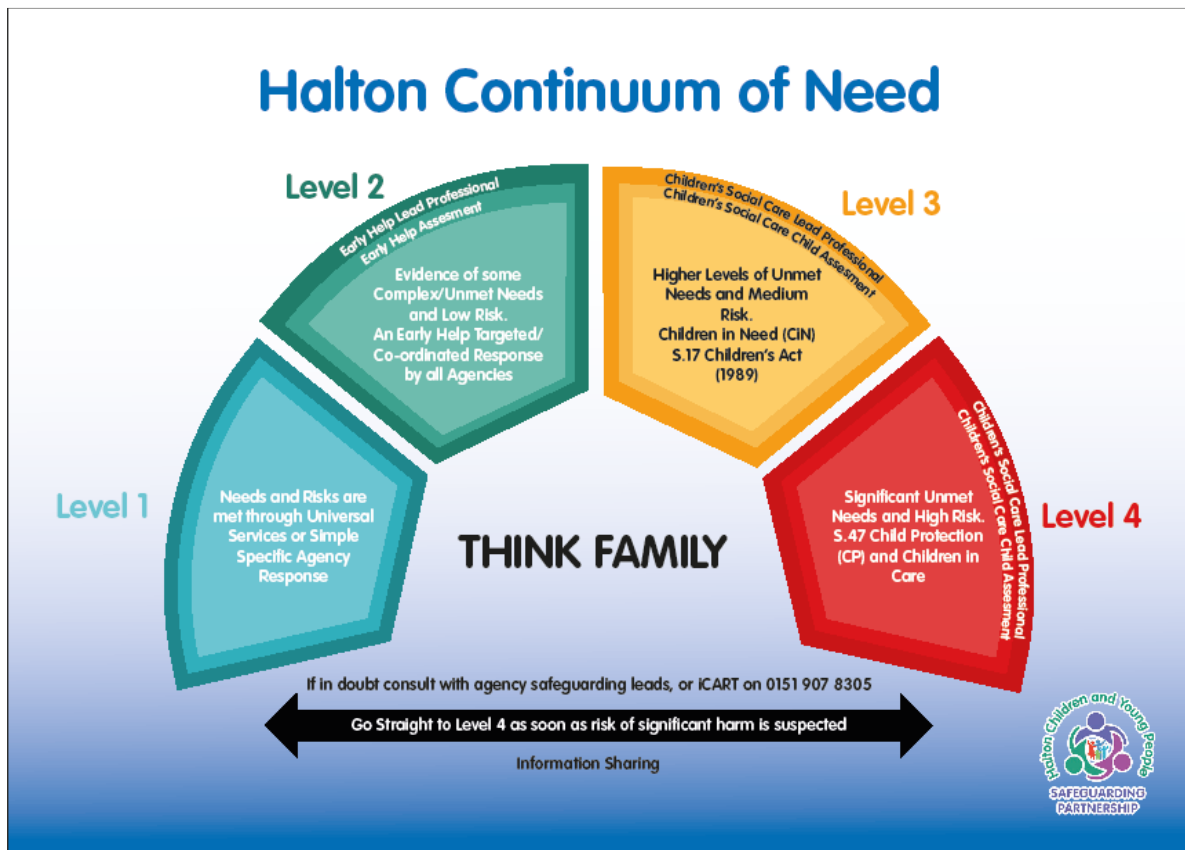 Halton Continuum of Need
Level 1
Needs and Risks are
met through Universal
Services or Simple
Specific Agency
Response
Level 2
Early Help Lead Professional
Early Help Assesment
Evidence of some
Complex/Unmet Needs
and Low Risk.
An Early Help Targeted/
Co-ordinated Response
by all Agencies
Level 3
Children's Social Care Lead Professional
Children's Social Care Child Assesment
Higher Levels of Unmet
Needs and Medium
Risk.
Children in Need (CiN)
S.17 Children's Act
(1989)
Level 4
Children's Social Care Lead Professional
Children's Social Care Child Assesment
Significant Unmet
Needs and High Risk.
S.47 Child Protection
(CP) and Children in
Care
THINK FAMILY
If in doubt consult with agency safeguarding leads, or iCART on 0151 907 8305
Go Straight to Level 4 as soon as risk of significant harm is suspected
Information Sharing
Halton Children and Young People
SAFEGUARDING
PARTNERSHIP